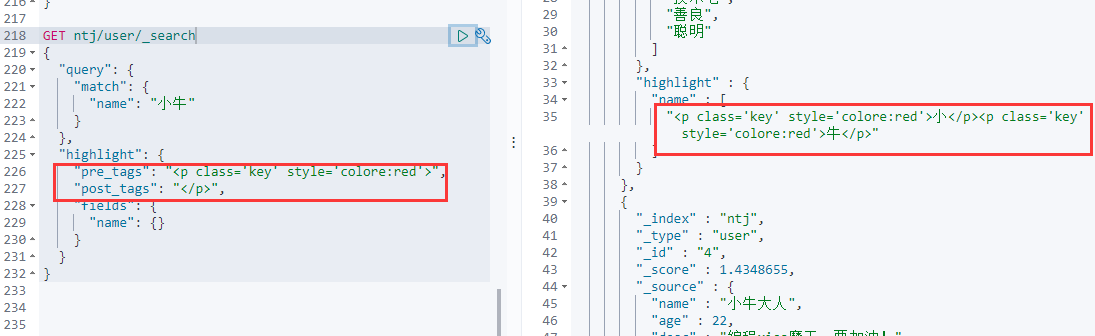 216 }
217
218 GET ntj/user/_search
219 {
220 "query": {
221 "match": {
222 "name": "小牛"
223 }
224 },
225 "highlight": {
226 "pre_tags": "<p class='key' style='colore:red'>",
227 "post_tags": "</p>",
228 "fields": {
229 "name": {}
230 }
231 }
232 }
233
234
235
28
29 "善良",
30 "聪明"
31 ]
32 },
33 "highlight" : {
34 "name" : [
35 "<p class='key' style='colore:red'>小</p><p class='key'
style='colore:red'>牛</p>"
36 ]
37 }
38 },
39 {
40 "_index" : "ntj",
41 "_type" : "user",
42 "_id" : "4",
43 "_score" : 1.4348655,
44 "_source" : {
45 "name" : "小牛大人",
46 "age" : 22,
47